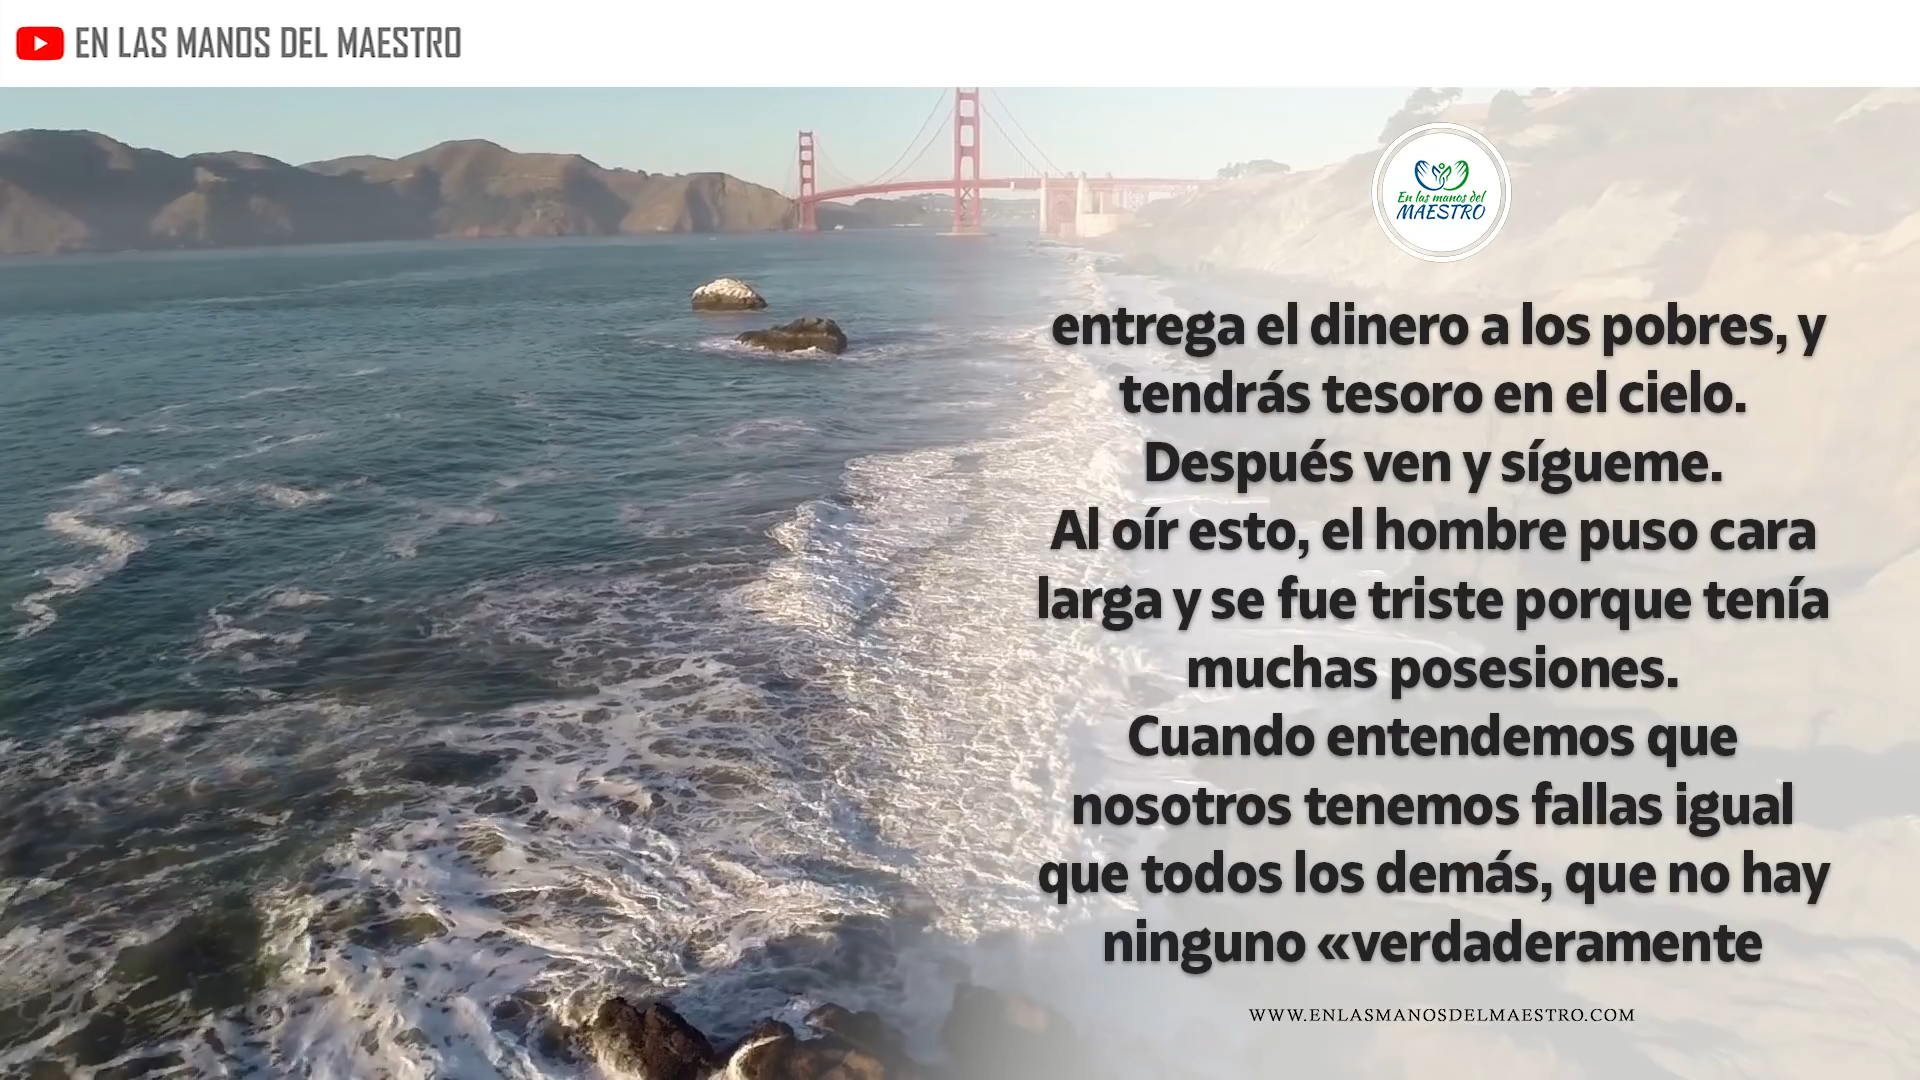 EN LAS MANOS DEL MAESTRO
En las manos del
MAESTRO
entrega el dinero a los pobres, y
tendrás tesoro en el cielo.
Después ven y sígueme.
Al oír esto, el hombre puso cara
larga y se fue triste porque tenía
muchas posesiones.
Cuando entendemos que
nosotros tenemos fallas igual
que todos los demás, que no hay
ninguno «verdaderamente
WWW.ENLASMANOSDELMAESTRO.COM